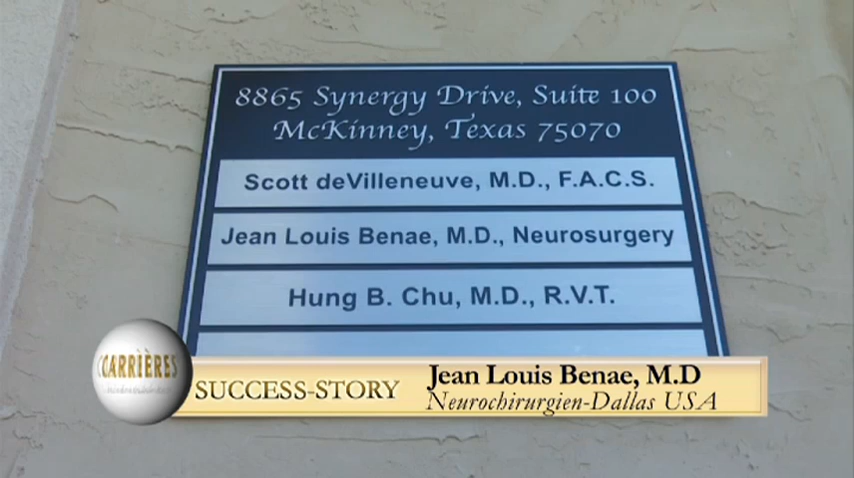 8865 Synergy Drive, Suite 100
McKinney, Texas 75070
Scott deVilleneuve, M.D., F.A.C.S.
Jean Louis Benae, M.D., Neurosurgery
Hung B. Chu, M.D., R.V.T.
CARRIÈRES
SUCCESS-STORY
Jean Louis Benae, M.D
Neurochirurgien-Dallas USA